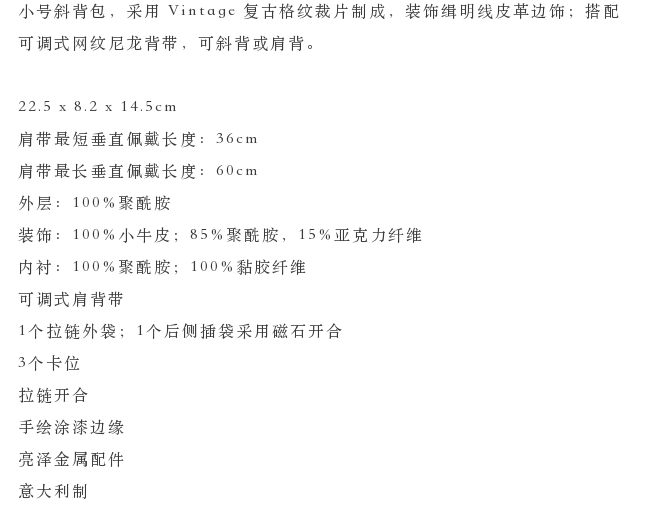 小号斜背包，采用 Vintage 复古格纹裁片制成，装饰缉明线皮革边饰；搭配
可调式网纹尼龙背带，可斜背或肩背。
22.5 x 8.2 x 14.5cm
肩带最短垂直佩戴长度：36cm
肩带最长垂直佩戴长度：60cm
外层：100%聚酰胺
装饰：100%小牛皮；85%聚酰胺，15%亚克力纤维
内衬：100%聚酰胺；100%黏胶纤维
可调式肩背带
1个拉链外袋；1个后侧插袋采用磁石开合
3个卡位
拉链开合
手绘涂漆边缘
亮泽金属配件
意大利制